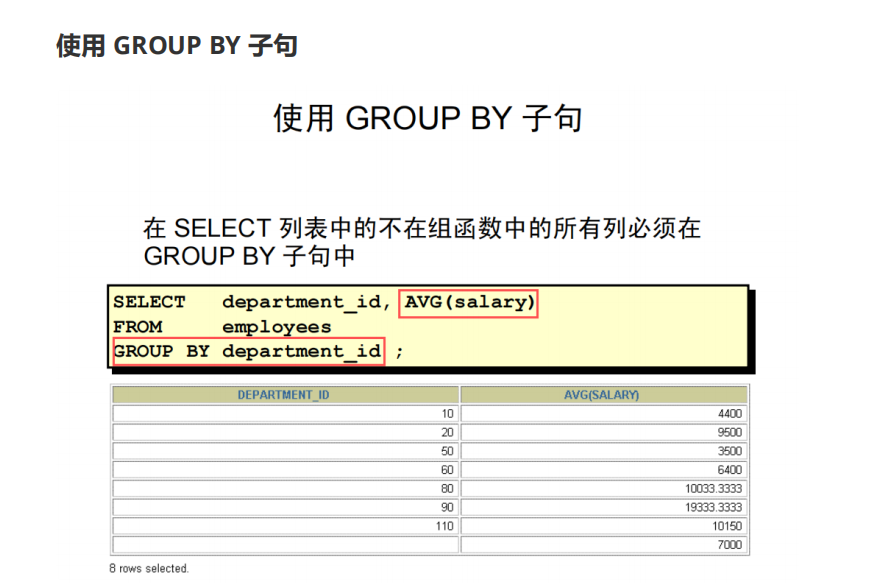 使用 GROUP BY 子句
使用 GROUP BY 子句
在 SELECT 列表中的不在组函数中的所有列必须在
GROUP BY 子句中
SELECT department_id, AVG(salary)
FROM employees
GROUP BY department_id ;
DEPARTMENT_ID AVG(SALARY)
10 4400
20 9500
50 3500
60 6400
80 10033.3333
90 19333.3333
110 10150
7000
8 rows selected.